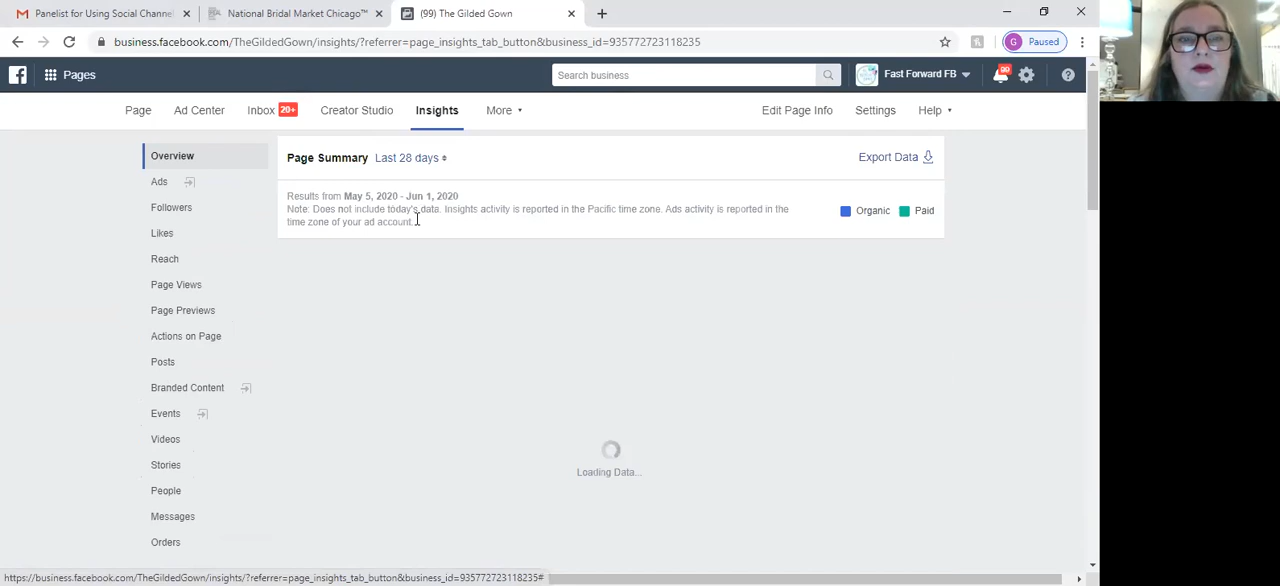 Panelist for Using Social Channel
National Bridal Market Chicago™
(99) The Gilded Gown
business.facebook.com/TheGildedGown/insights/?referrer=page_insights_tab_button&business_id=935772723118235
G Paused
Pages
Search business
Fast Forward FB
99
Page
Ad Center
Inbox 20+
Creator Studio
Insights
More
Edit Page Info
Settings
Help
Overview
Ads
Followers
Likes
Reach
Page Views
Page Previews
Actions on Page
Posts
Branded Content
Events
Videos
Stories
People
Messages
Orders
Page Summary Last 28 days
Export Data
Results from May 5, 2020 - Jun 1, 2020
Note: Does not include today's data. Insights activity is reported in the Pacific time zone. Ads activity is reported in the
time zone of your ad account.
Organic Paid
Loading Data...
https://business.facebook.com/TheGildedGown/insights/?referrer=page_insights_tab_button&business_id=935772723118235#